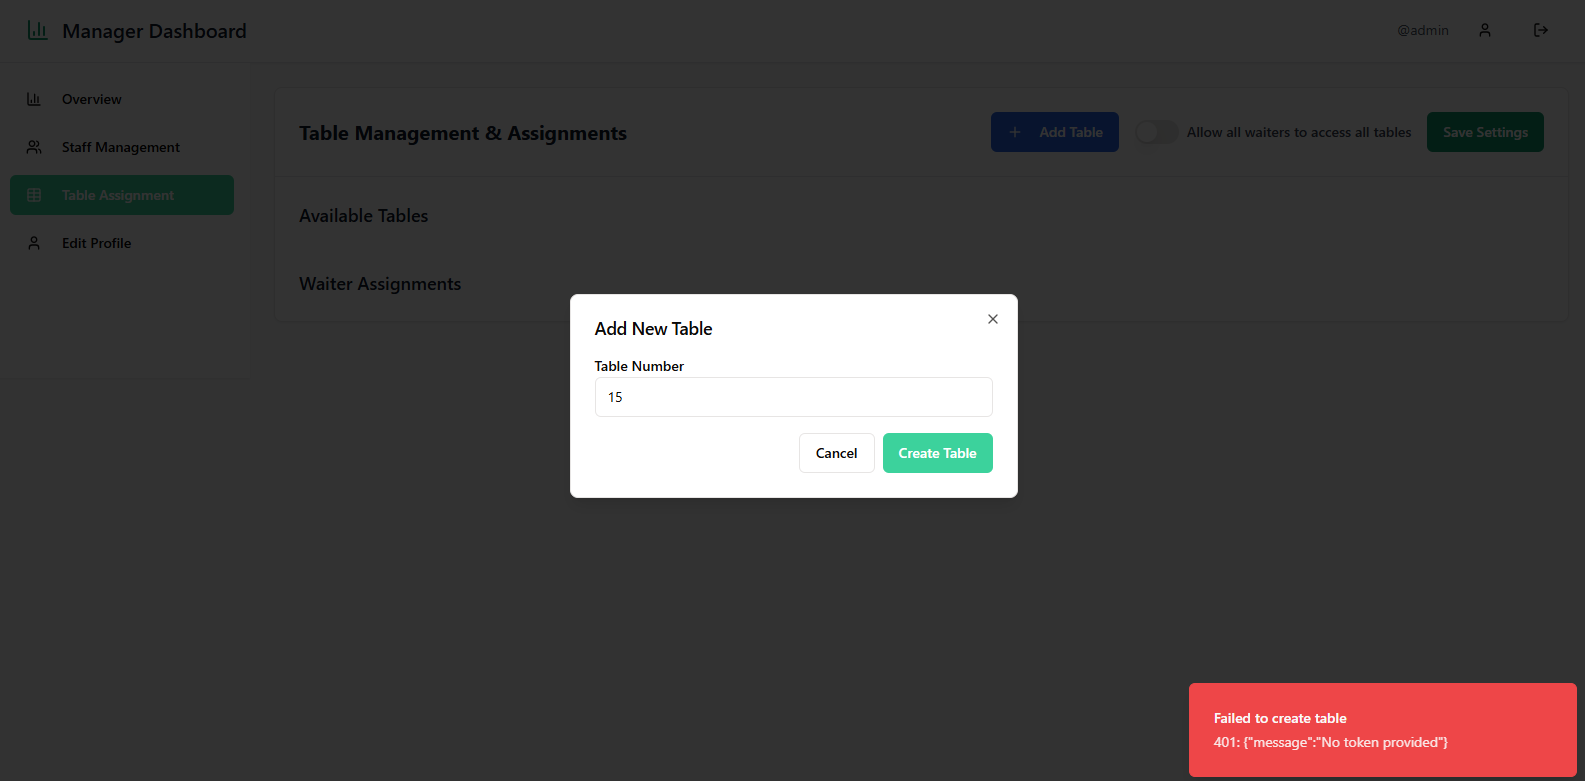 Manager Dashboard
@admin
Overview
Staff Management
Table Assignment
Edit Profile
Table Management & Assignments
Add Table
Allow all waiters to access all tables
Save Settings
Available Tables
Waiter Assignments
Add New Table
Table Number
15
Cancel
Create Table
Failed to create table
401: {"message":"No token provided"}